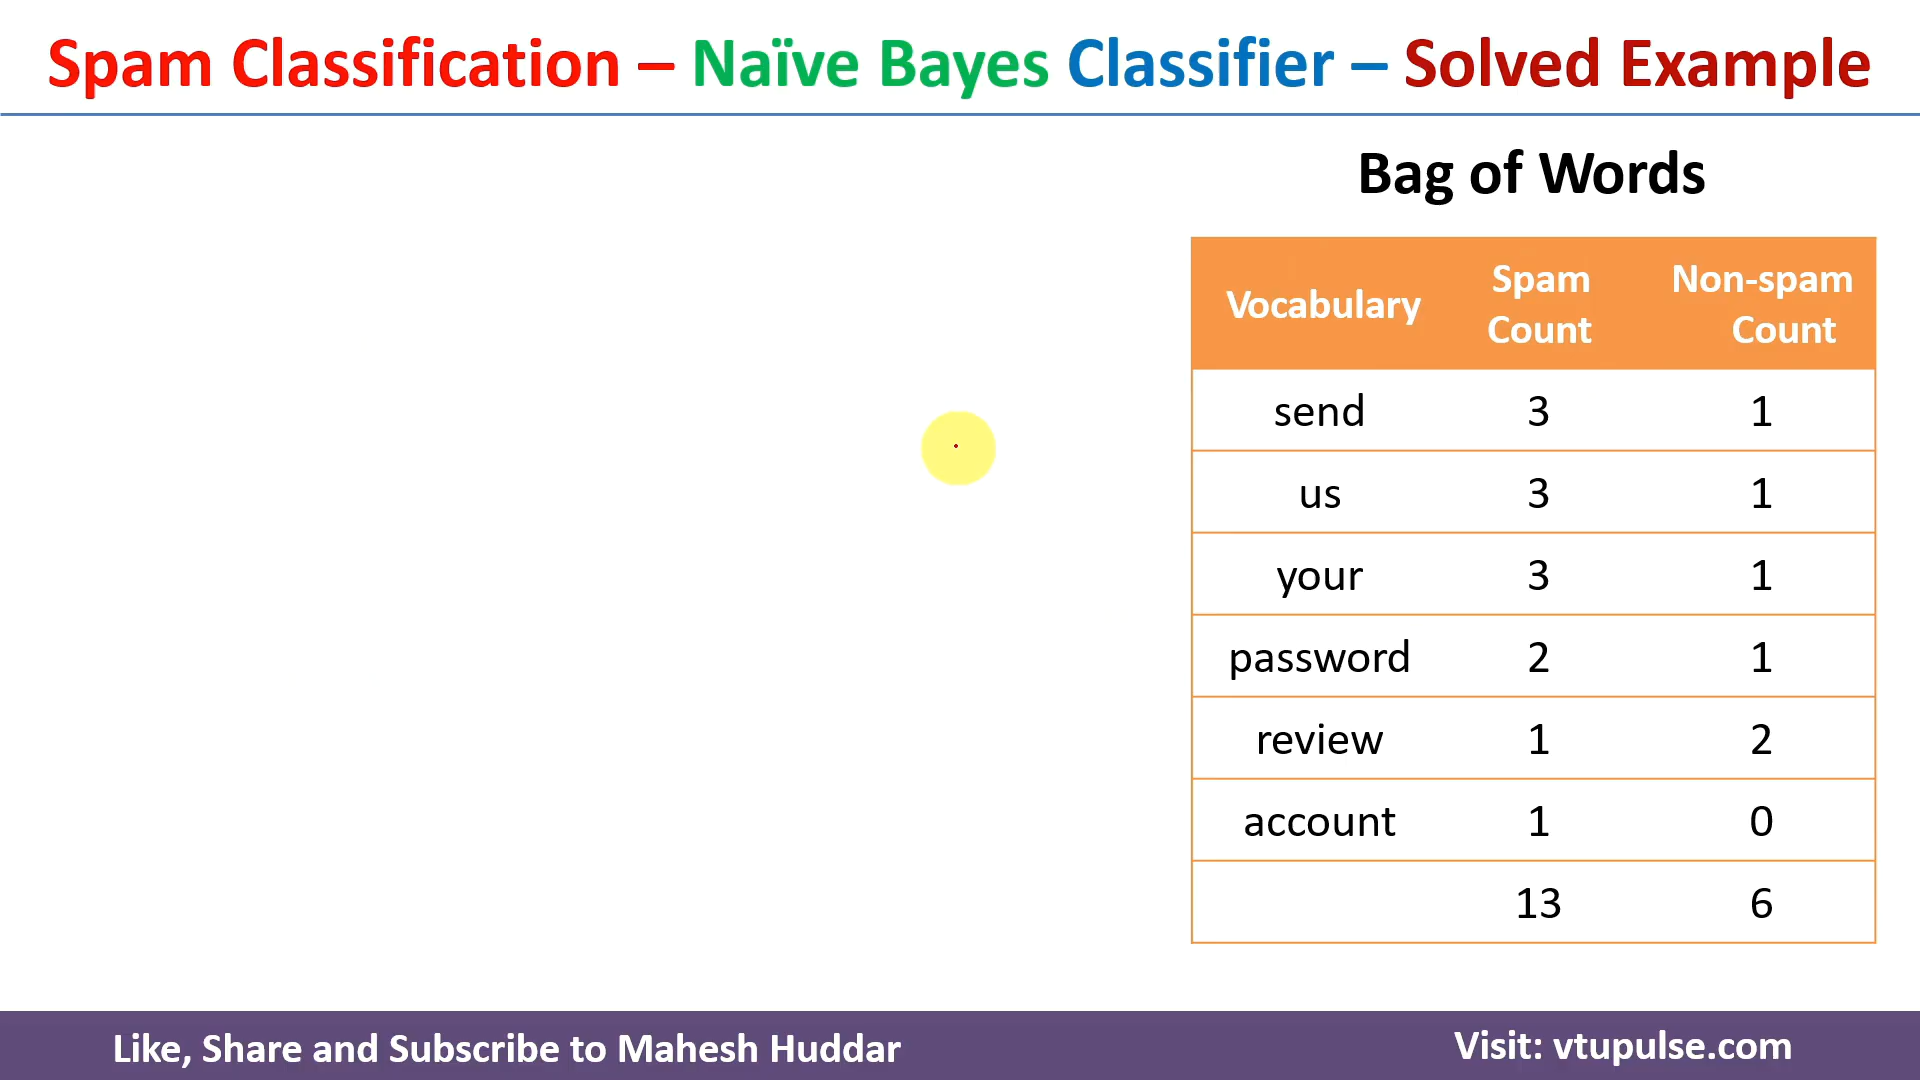 Spam Classification – Naïve Bayes Classifier – Solved Example
Bag of Words
Vocabulary Spam Count Non-spam Count
send 3 1
us 3 1
your 3 1
password 2 1
review 1 2
account 1 0
13 6
Like, Share and Subscribe to Mahesh Huddar
Visit: vtupulse.com